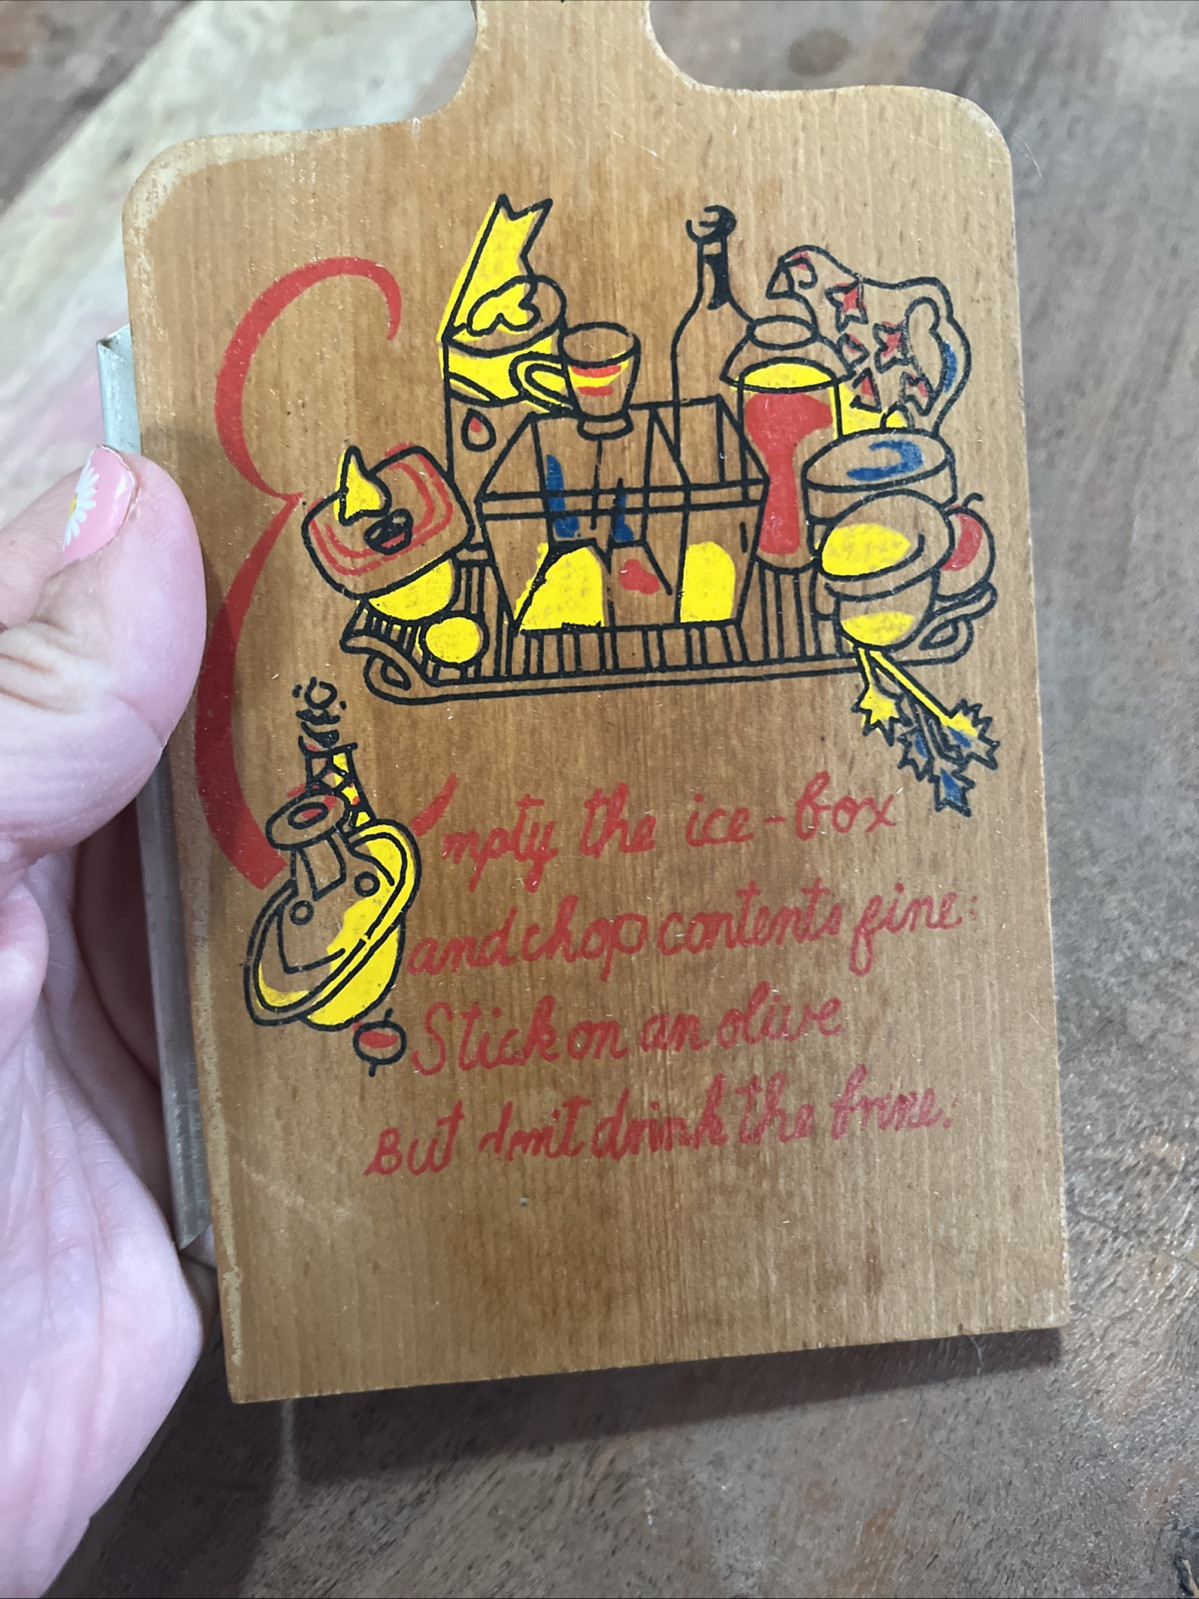 Empty the ice-box
and chop contents fine:
Stick on an olive
But don't drink the brine.